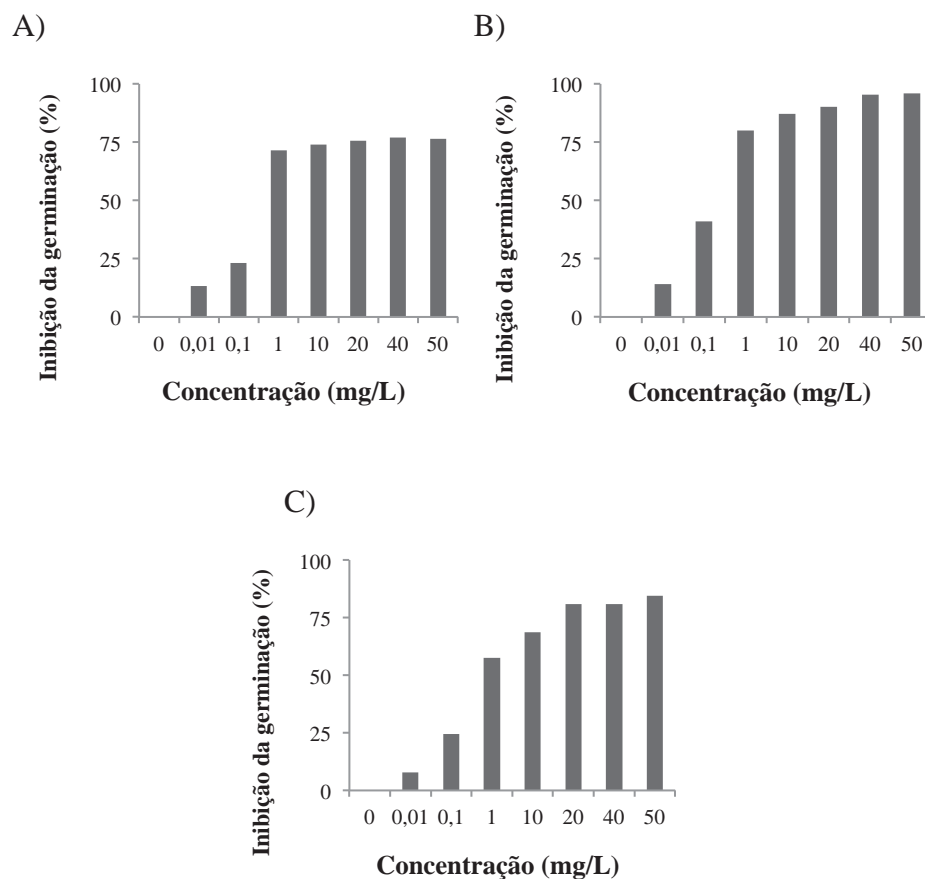 A)
Inibição da germinação (%)
100
75
50
25
0
0 0,01 0,1 1 10 20 40 50
Concentração (mg/L)
B)
Inibição da germinação (%)
100
75
50
25
0
0 0,01 0,1 1 10 20 40 50
Concentração (mg/L)
C)
Inibição da germinação (%)
100
75
50
25
0
0 0,01 0,1 1 10 20 40 50
Concentração (mg/L)